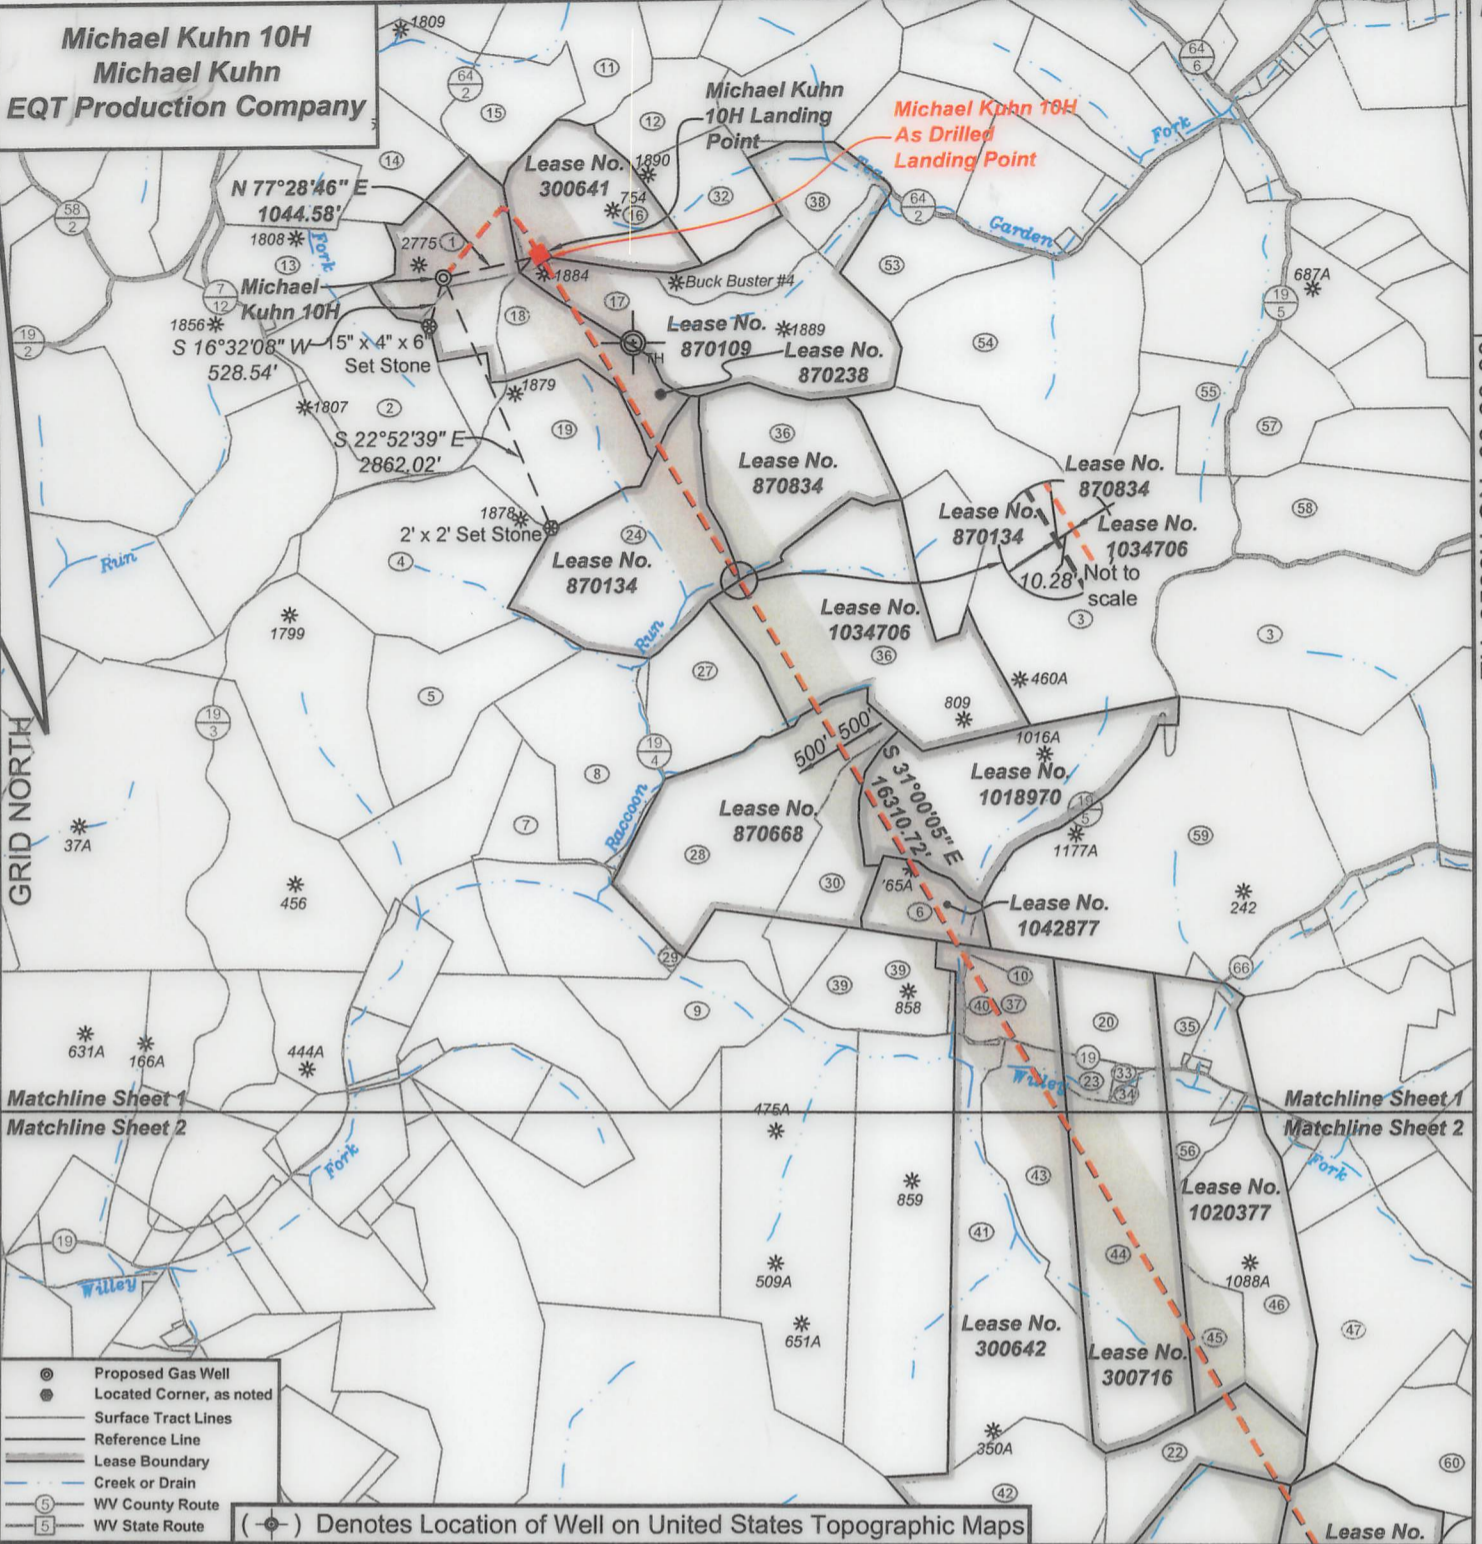 Michael Kuhn 10H
Michael Kuhn
EQT Production Company
1809
64
2
11
15
12
14
64
6
Michael Kuhn
10H Landing
Point
Michael Kuhn 10H
As Drilled
Landing Point
Fork
Lease No.
300641
1890
754
16
32
38
64
2
Garden
N 77°28'46" E
1044.58'
58
2
1808
Fork
13
2775
1
53
687A
7
12
Michael
Kuhn 10H
1884
Buck Buster #4
17
18
19
5
1856
19
2
S 16°32'08" W
528.54'
15" x 4" x 6"
Set Stone
TH
Lease No.
870109
1889
Lease No.
870238
54
1879
55
1807
2
57
S 22°52'39" E
2862.02'
19
36
Lease No.
870834
Lease No.
870834
Lease No.
870134
Lease No.
1034706
10.28'
Not to
scale
58
1878
2' x 2' Set Stone
24
Lease No.
870134
4
Run
1799
Lease No.
1034706
36
3
3
Run
27
460A
809
5
19
3
GRID NORTH
19
4
500'
500'
1016A
Lease No.
1018970
S 31°00'05" E
16310.72'
8
Raccoon
Lease No.
870668
7
37A
28
1177A
59
30
456
6
Lease No.
1042877
242
29
66
39
39
858
10
40
37
9
20
35
631A
166A
444A
19
23
33
34
Willey
Matchline Sheet 1
Matchline Sheet 1
Matchline Sheet 2
Matchline Sheet 2
475A
Fork
Fork
859
43
56
Lease No.
1020377
41
19
44
509A
1088A
Willey
46
651A
Lease No.
300642
45
47
Lease No.
300716
350A
22
60
42
Lease No.
Proposed Gas Well
Located Corner, as noted
Surface Tract Lines
Reference Line
Lease Boundary
Creek or Drain
5 WV County Route
5 WV State Route
( ) Denotes Location of Well on United States Topographic Maps